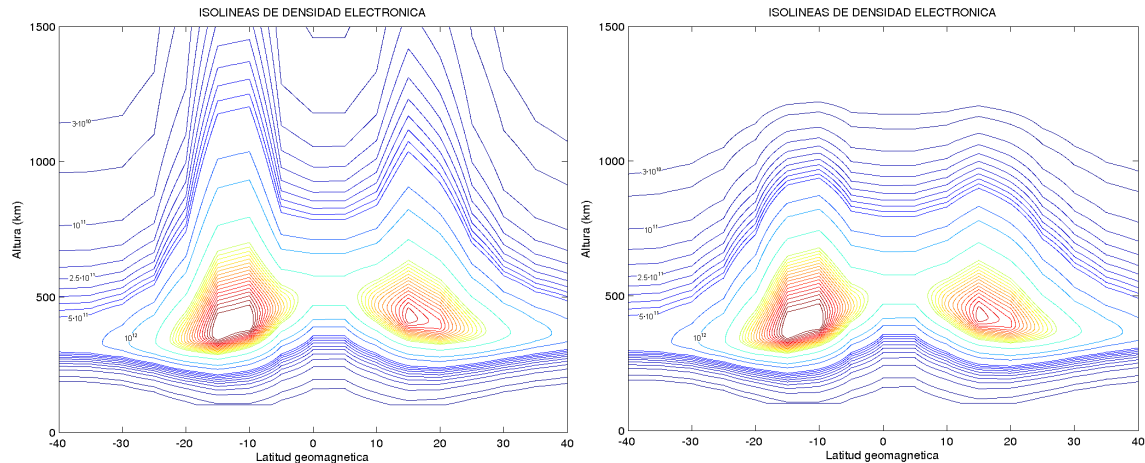 ISOLINEAS DE DENSIDAD ELECTRONICA
1500
1000
500
0
Altura (km)
3·10¹⁰
10¹¹
2.5·10¹¹
5·10¹¹
10¹²
-40 -30 -20 -10 0 10 20 30 40
Latitud geomagnetica
ISOLINEAS DE DENSIDAD ELECTRONICA
1500
1000
500
0
Altura (km)
3·10¹⁰
10¹¹
2.5·10¹¹
5·10¹¹
10¹²
-40 -30 -20 -10 0 10 20 30 40
Latitud geomagnetica